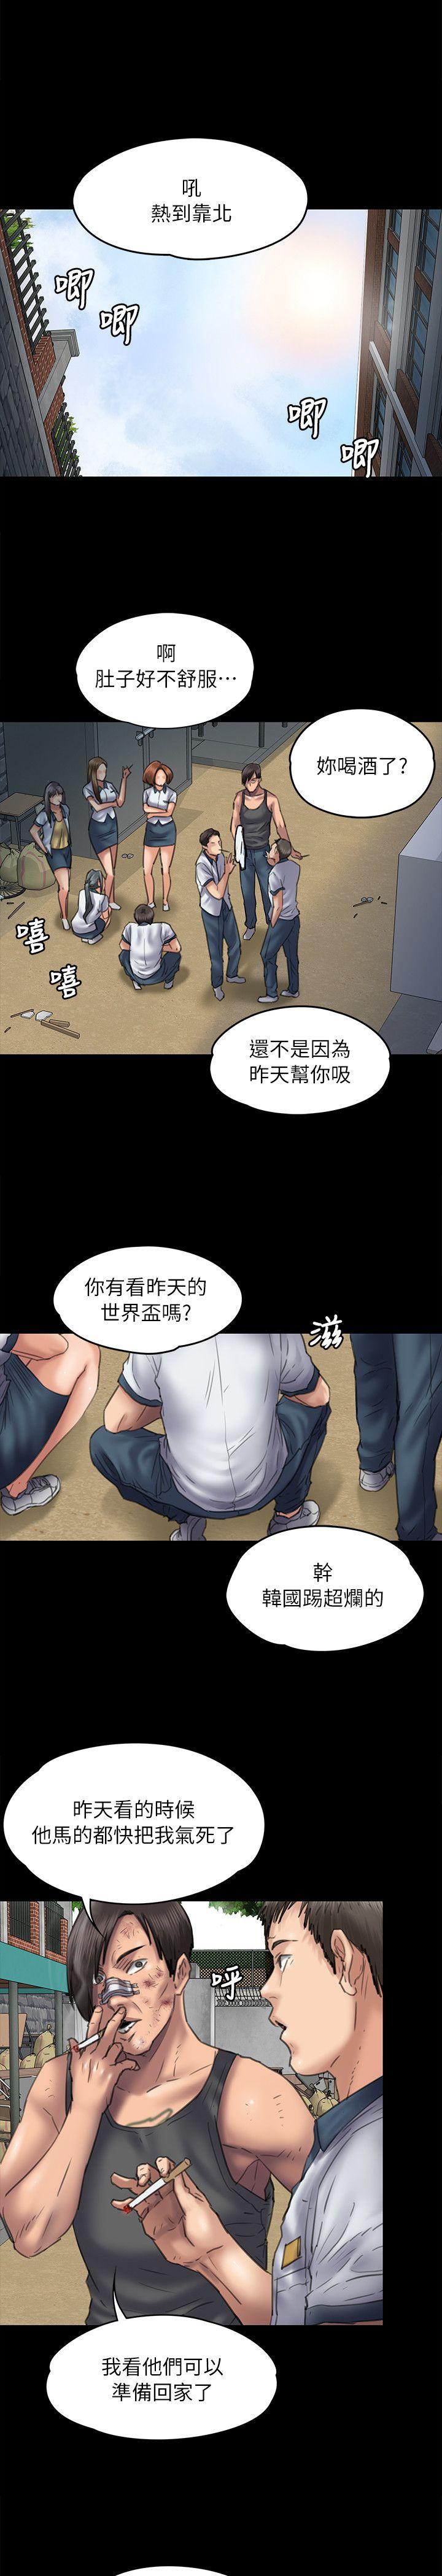 吼
熱到靠北
唧
唧
唧
唧
啊
肚子好不舒服…
妳喝酒了?
嘻
嘻
還不是因為
昨天幫你吸
你有看昨天的
世界盃嗎?
滋
幹
韓國踢超爛的
昨天看的時候
他馬的都快把我氣死了
呼
我看他們可以
準備回家了